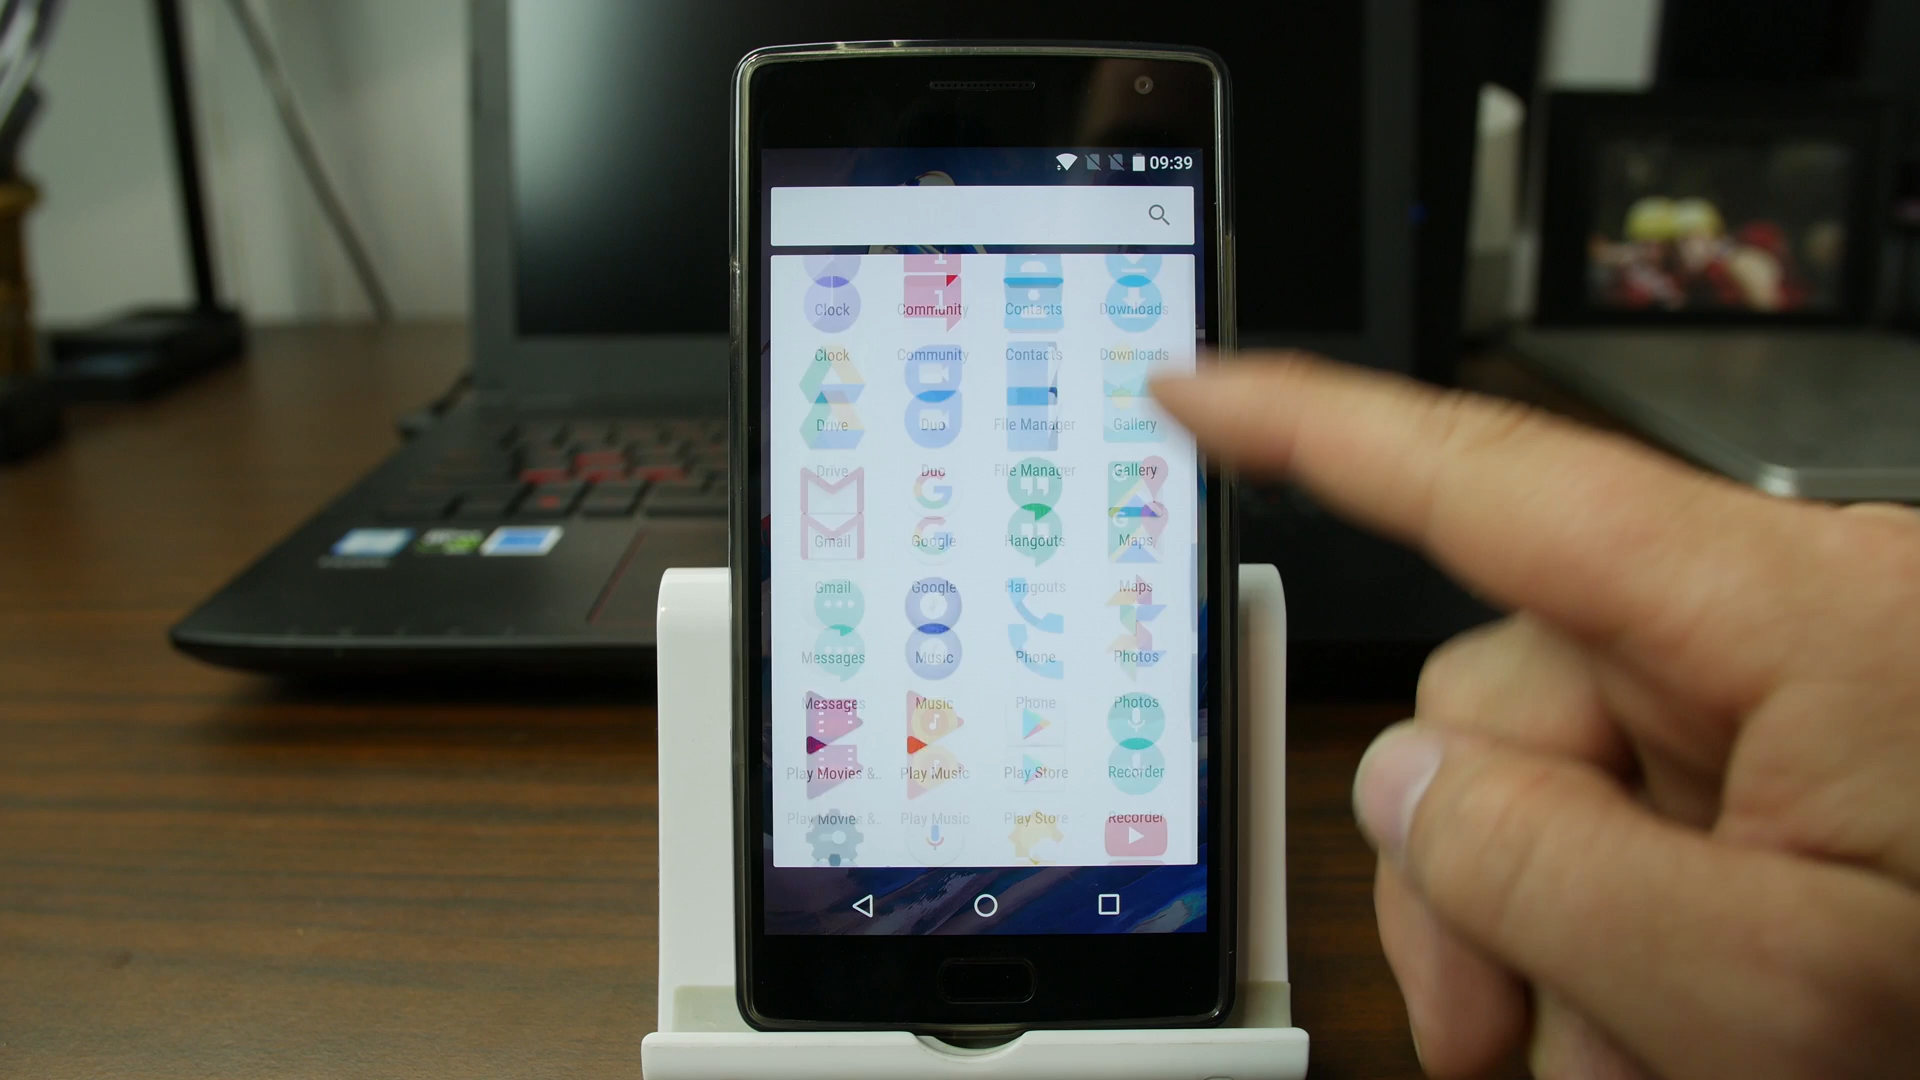 09:39
Clock Community Contacts Downloads
Clock Community Contacts Downloads
Drive Duo File Manager Gallery
Drive Duo File Manager Gallery
Gmail Google Hangouts Maps
Gmail Google Hangouts Maps
Messages Music Phone Photos
Messages Music Phone Photos
Play Movies &.. Play Music Play Store Recorder
Play Movies &.. Play Music Play Store Recorder